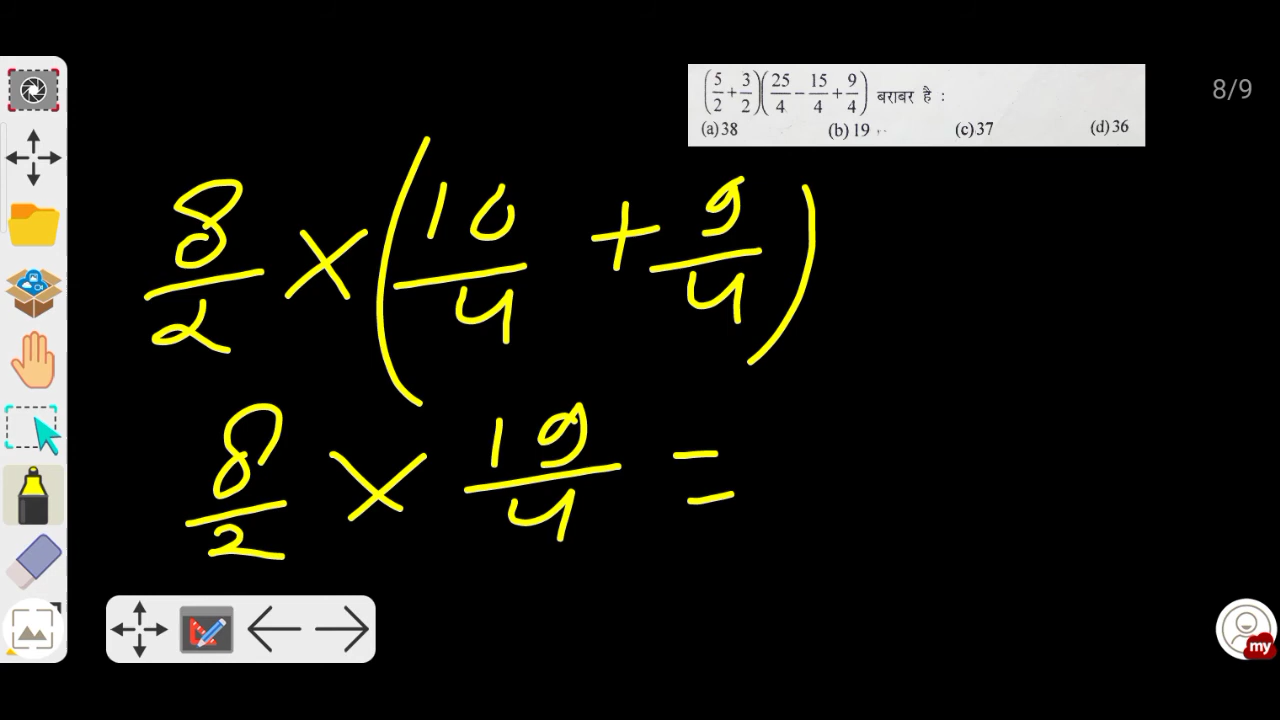 (5/2+3/2)(25/4−15/4+9/4) बराबर है :
(a)38 (b)19 (c)37 (d)36
8/9
8/2 × (10/4 + 9/4)
8/2 × 19/4 =
my